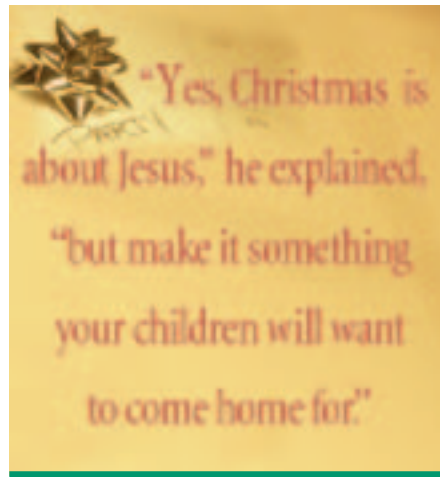 “Yes, Christmas is
about Jesus,” he explained,
“but make it something
your children will want
to come home for.”